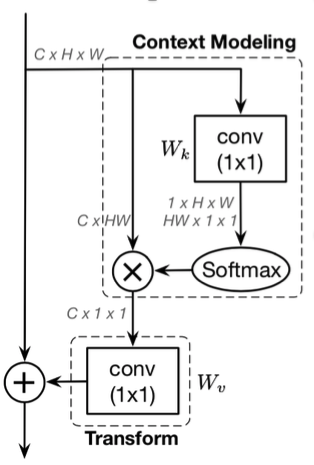 C x H x W
Context Modeling
W_k
conv
(1x1)
1 x H x W
HW x 1 x 1
C x HW
Softmax
C x 1 x 1
conv
(1x1)
W_v
Transform